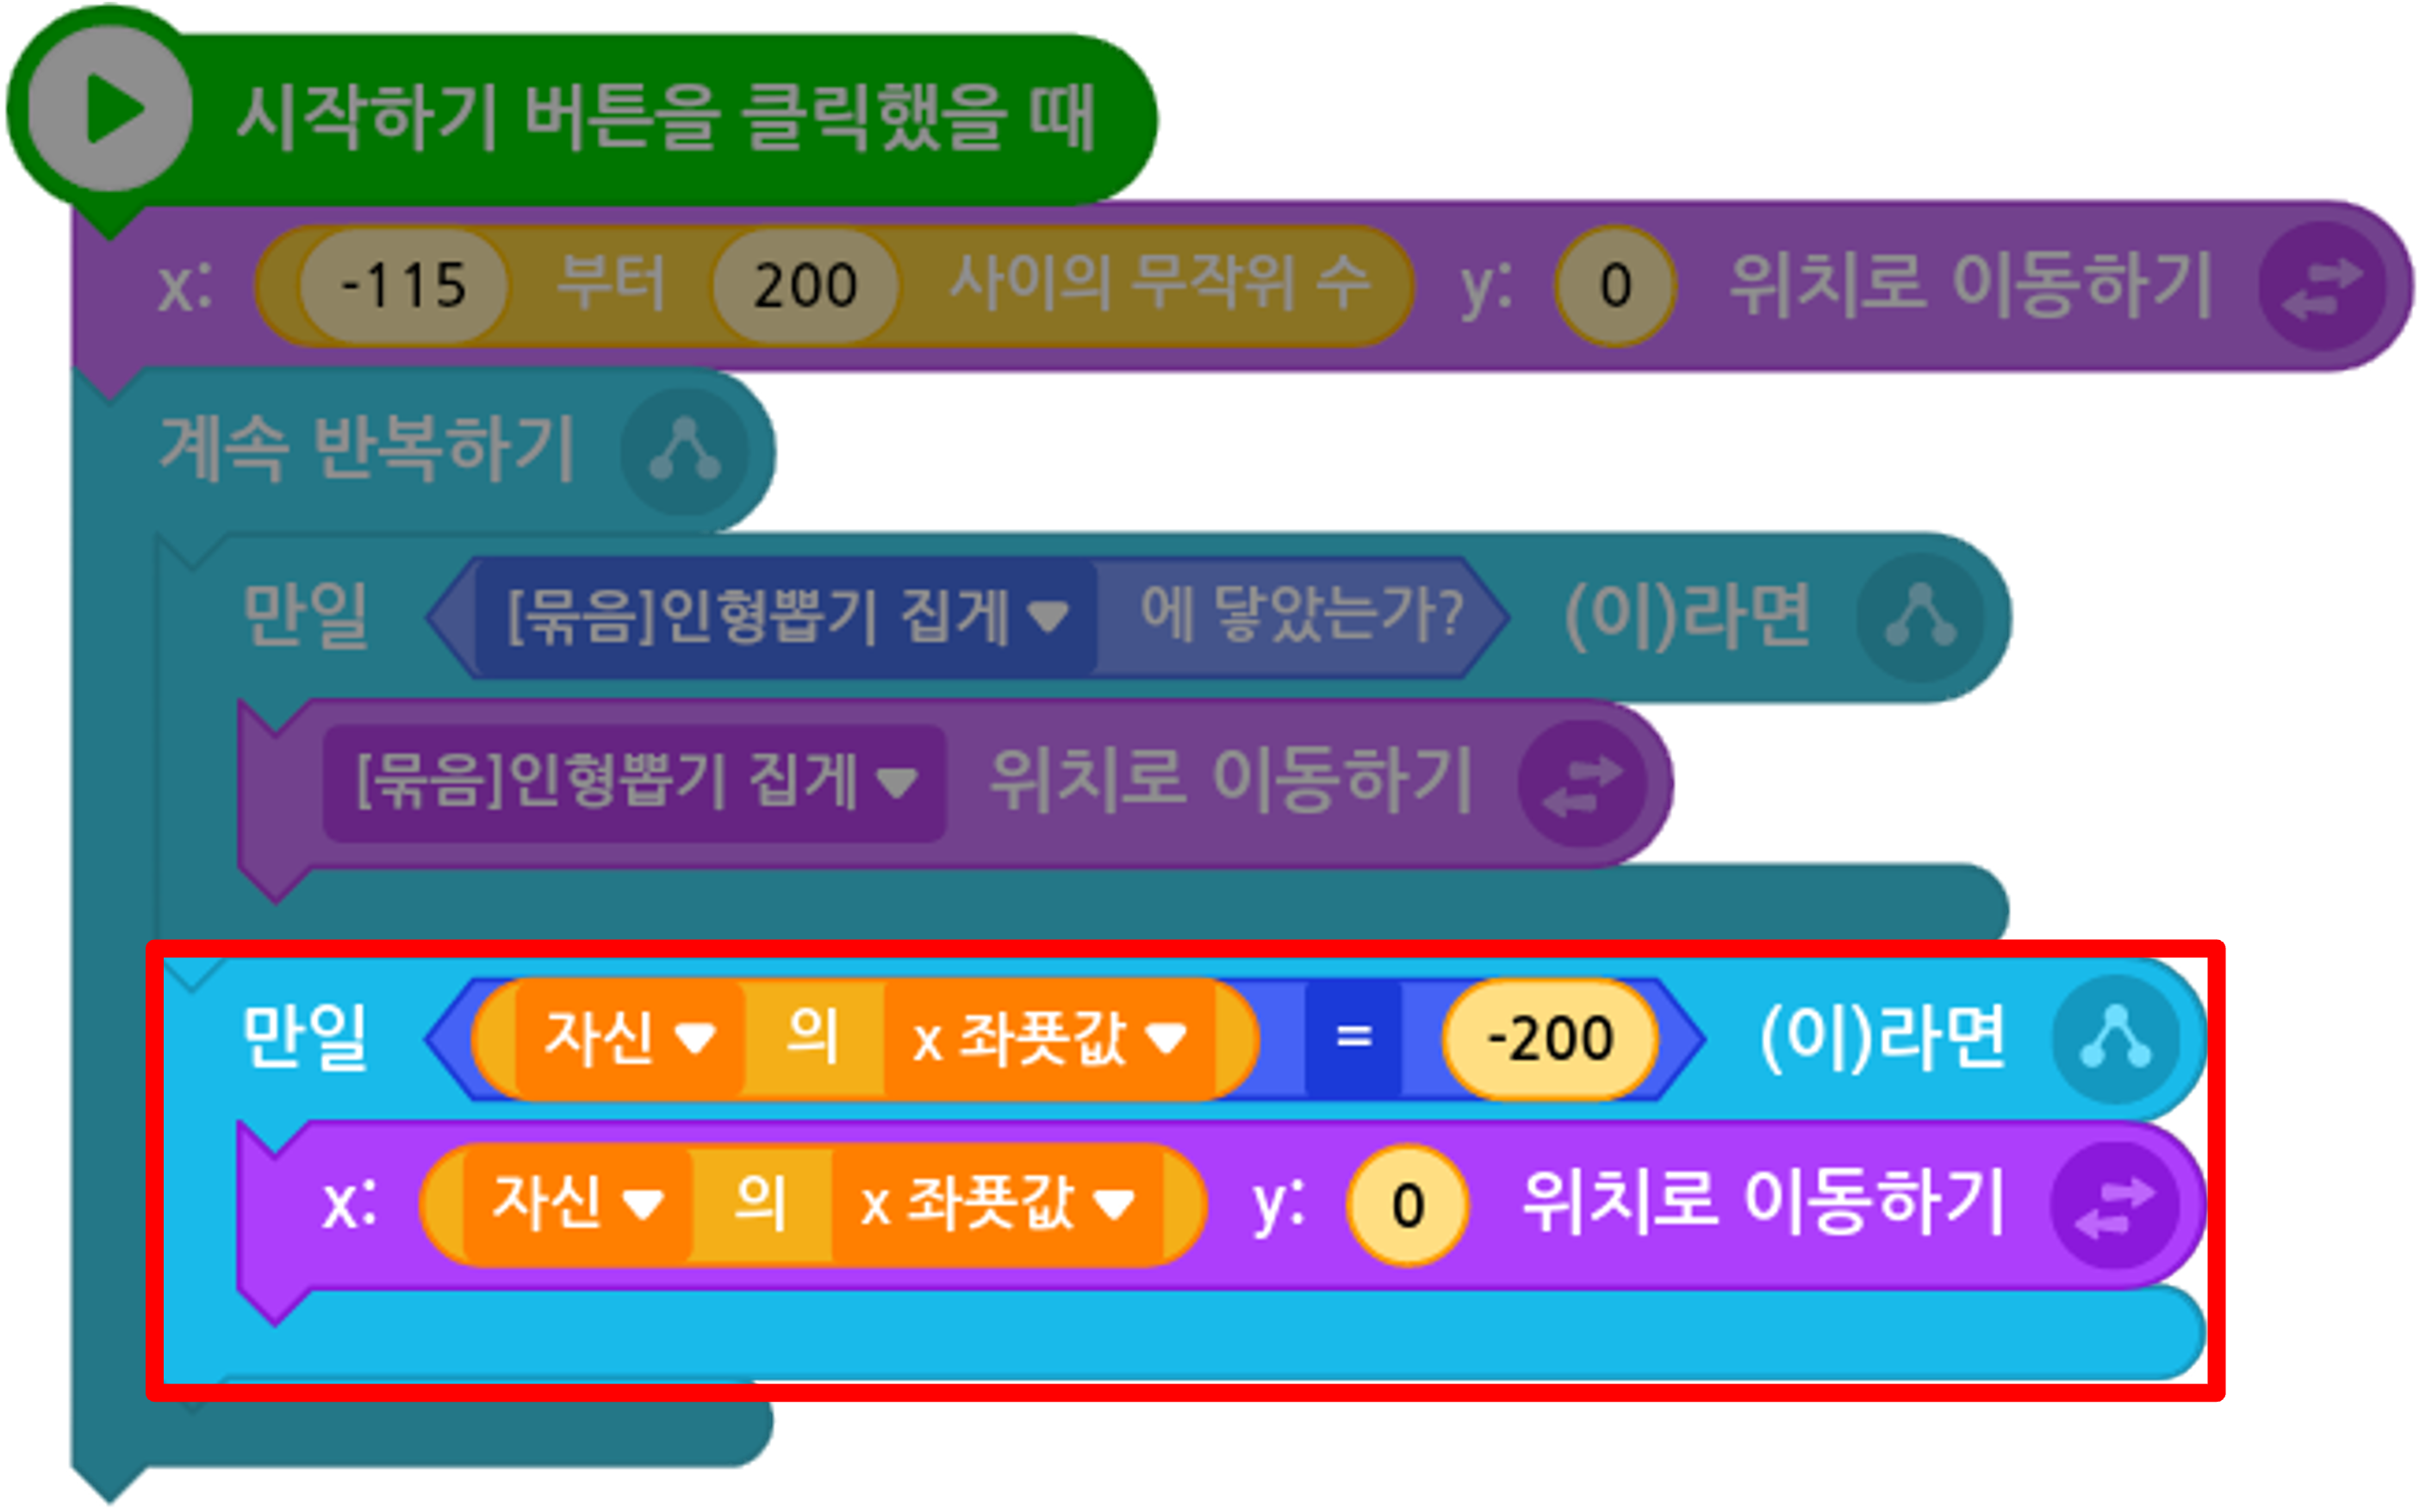 시작하기 버튼을 클릭했을 때
x: -115 부터 200 사이의 무작위 수 y: 0 위치로 이동하기
계속 반복하기
만일 [묶음]인형뽑기 집게 에 닿았는가? (이)라면
[묶음]인형뽑기 집게 위치로 이동하기
만일 자신 의 x 좌푯값 = -200 (이)라면
x: 자신 의 x 좌푯값 y: 0 위치로 이동하기